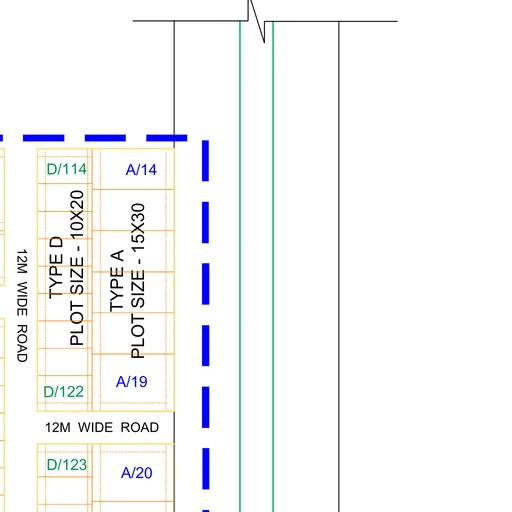 D/114
A/14
TYPE D
PLOT SIZE - 10X20
TYPE A
PLOT SIZE - 15X30
12M WIDE ROAD
D/122
A/19
12M WIDE ROAD
D/123
A/20